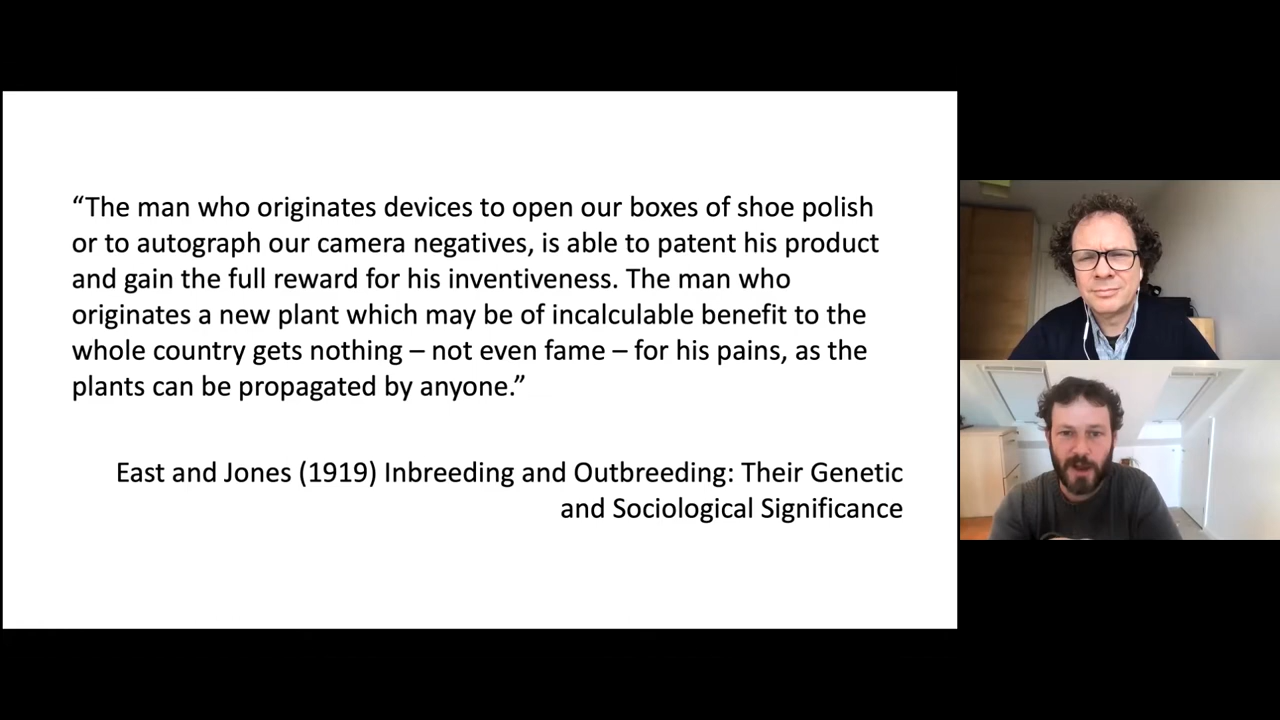 “The man who originates devices to open our boxes of shoe polish
or to autograph our camera negatives, is able to patent his product
and gain the full reward for his inventiveness. The man who
originates a new plant which may be of incalculable benefit to the
whole country gets nothing – not even fame – for his pains, as the
plants can be propagated by anyone.”
East and Jones (1919) Inbreeding and Outbreeding: Their Genetic
and Sociological Significance